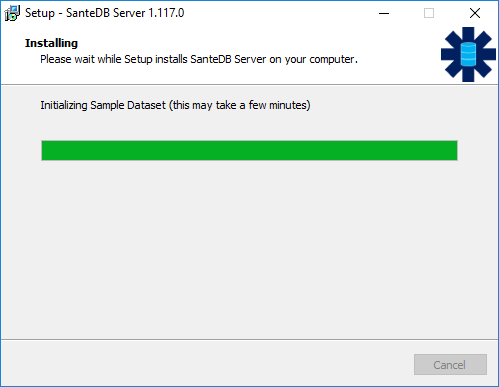 Setup - SanteDB Server 1.117.0
Installing
Please wait while Setup installs SanteDB Server on your computer.
Initializing Sample Dataset (this may take a few minutes)
Cancel